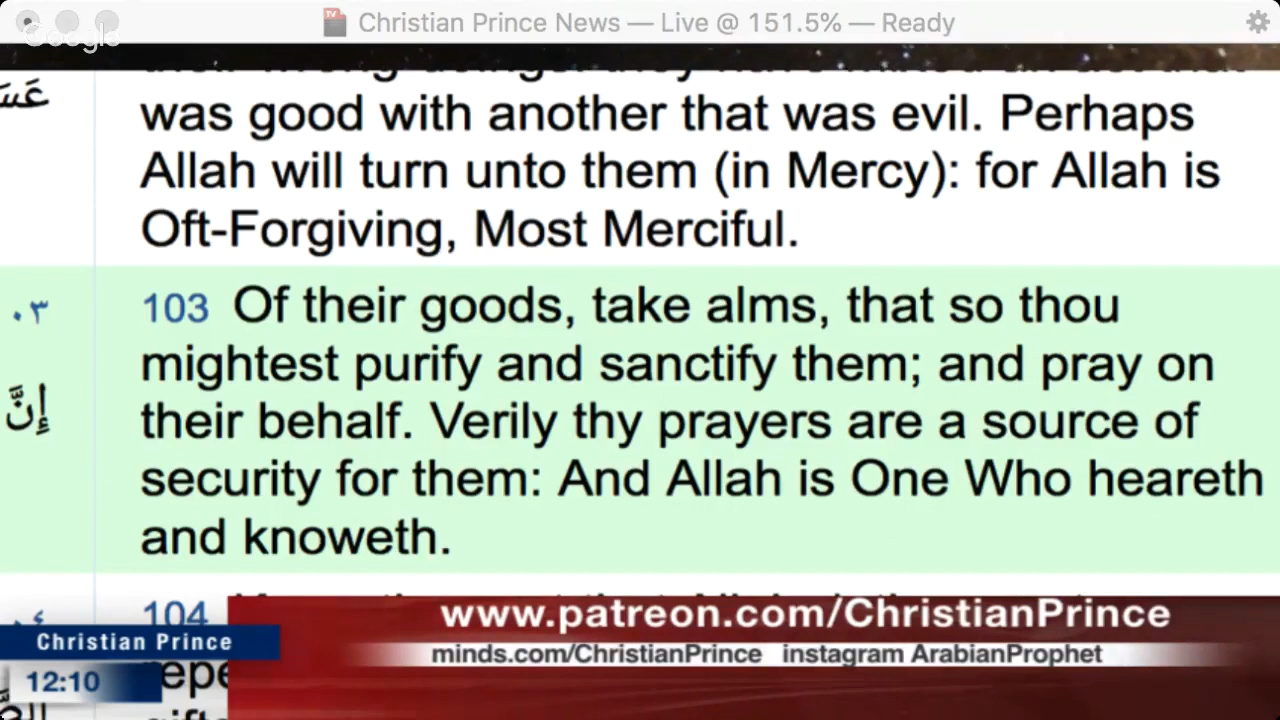 Christian Prince News — Live @ 151.5% — Ready
Google
was good with another that was evil. Perhaps
Allah will turn unto them (in Mercy): for Allah is
Oft-Forgiving, Most Merciful.
103 Of their goods, take alms, that so thou
mightest purify and sanctify them; and pray on
their behalf. Verily thy prayers are a source of
security for them: And Allah is One Who heareth
and knoweth.
٠٣
إِنَّ
104
www.patreon.com/ChristianPrince
Christian Prince
minds.com/ChristianPrince instagram ArabianProphet
12:10